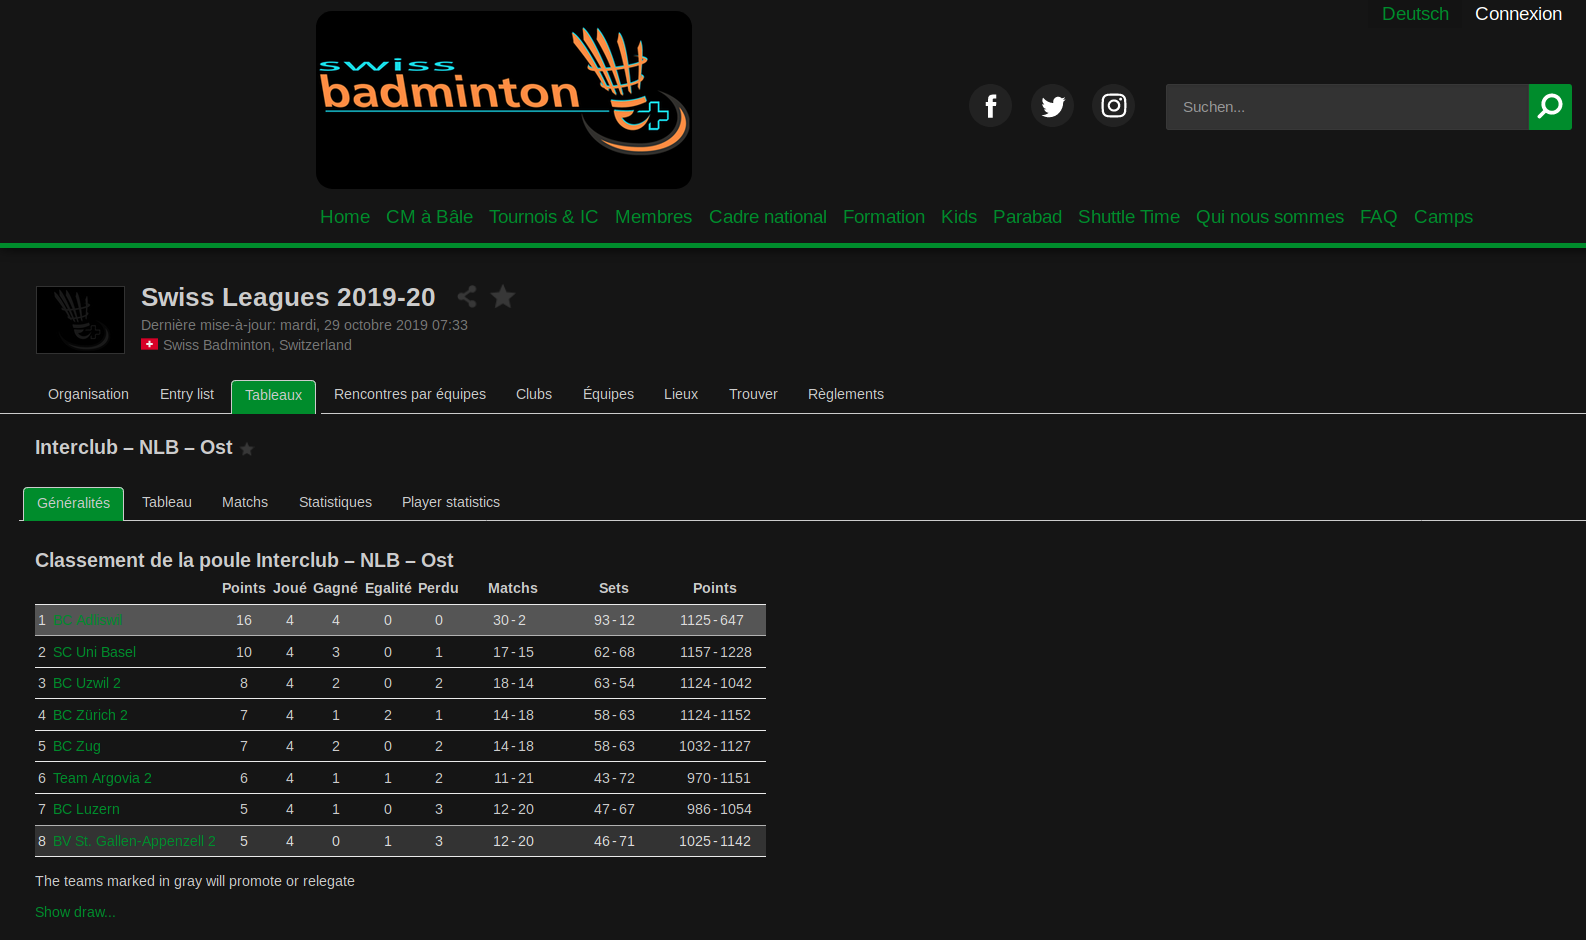 Deutsch Connexion
swiss
badminton
Suchen...
Home CM à Bâle Tournois & IC Membres Cadre national Formation Kids Parabad Shuttle Time Qui nous sommes FAQ Camps
Swiss Leagues 2019-20
Dernière mise-à-jour: mardi, 29 octobre 2019 07:33
Swiss Badminton, Switzerland
Organisation Entry list Tableaux Rencontres par équipes Clubs Équipes Lieux Trouver Règlements
Interclub – NLB – Ost
Généralités Tableau Matchs Statistiques Player statistics
Classement de la poule Interclub – NLB – Ost
Points Joué Gagné Egalité Perdu Matchs Sets Points
1 BC Adliswil 16 4 4 0 0 30 - 2 93 - 12 1125 - 647
2 SC Uni Basel 10 4 3 0 1 17 - 15 62 - 68 1157 - 1228
3 BC Uzwil 2 8 4 2 0 2 18 - 14 63 - 54 1124 - 1042
4 BC Zürich 2 7 4 1 2 1 14 - 18 58 - 63 1124 - 1152
5 BC Zug 7 4 2 0 2 14 - 18 58 - 63 1032 - 1127
6 Team Argovia 2 6 4 1 1 2 11 - 21 43 - 72 970 - 1151
7 BC Luzern 5 4 1 0 3 12 - 20 47 - 67 986 - 1054
8 BV St. Gallen-Appenzell 2 5 4 0 1 3 12 - 20 46 - 71 1025 - 1142
The teams marked in gray will promote or relegate
Show draw...